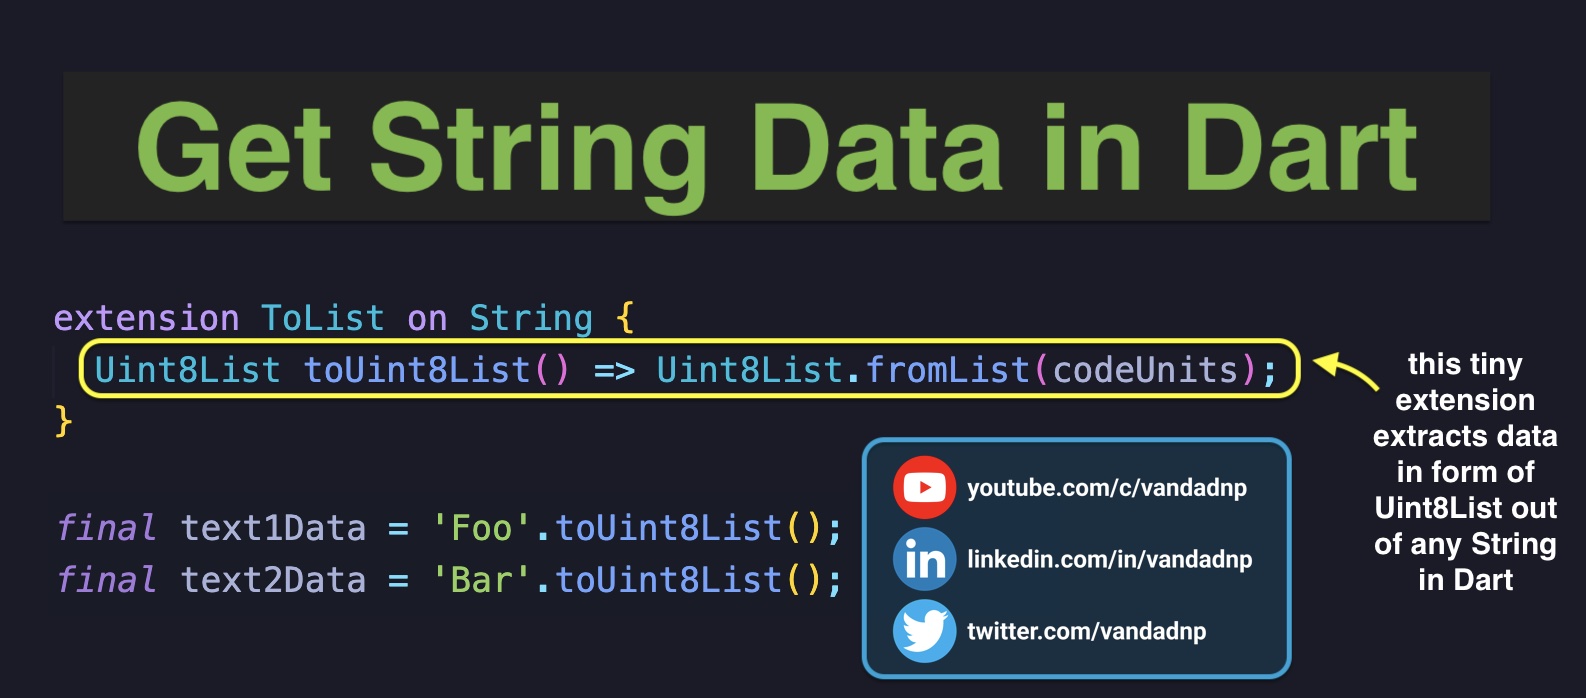 Get String Data in Dart
extension ToList on String {
  Uint8List toUint8List() => Uint8List.fromList(codeUnits);
}
this tiny
extension
extracts data
in form of
Uint8List out
of any String
in Dart
final text1Data = 'Foo'.toUint8List();
final text2Data = 'Bar'.toUint8List();
youtube.com/c/vandadnp
in linkedin.com/in/vandadnp
twitter.com/vandadnp